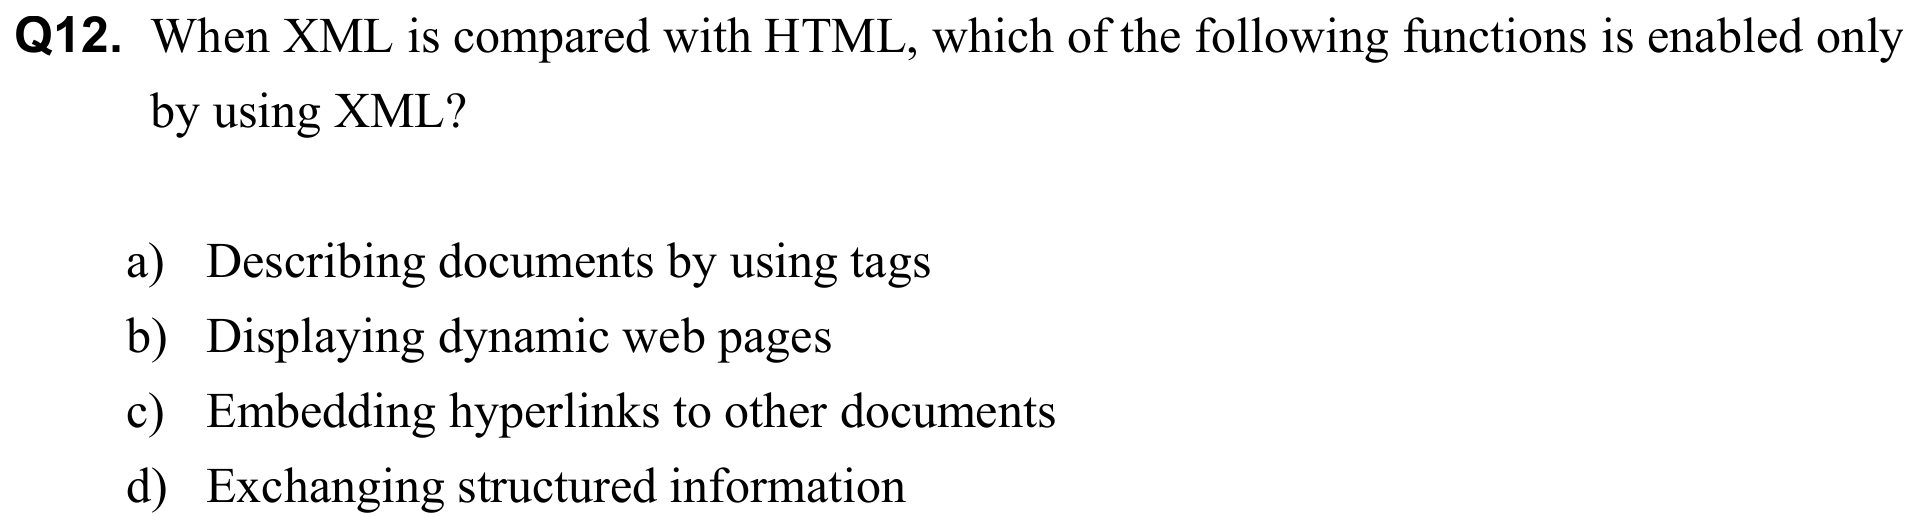 Q12. When XML is compared with HTML, which of the following functions is enabled only
by using XML?
a) Describing documents by using tags
b) Displaying dynamic web pages
c) Embedding hyperlinks to other documents
d) Exchanging structured information